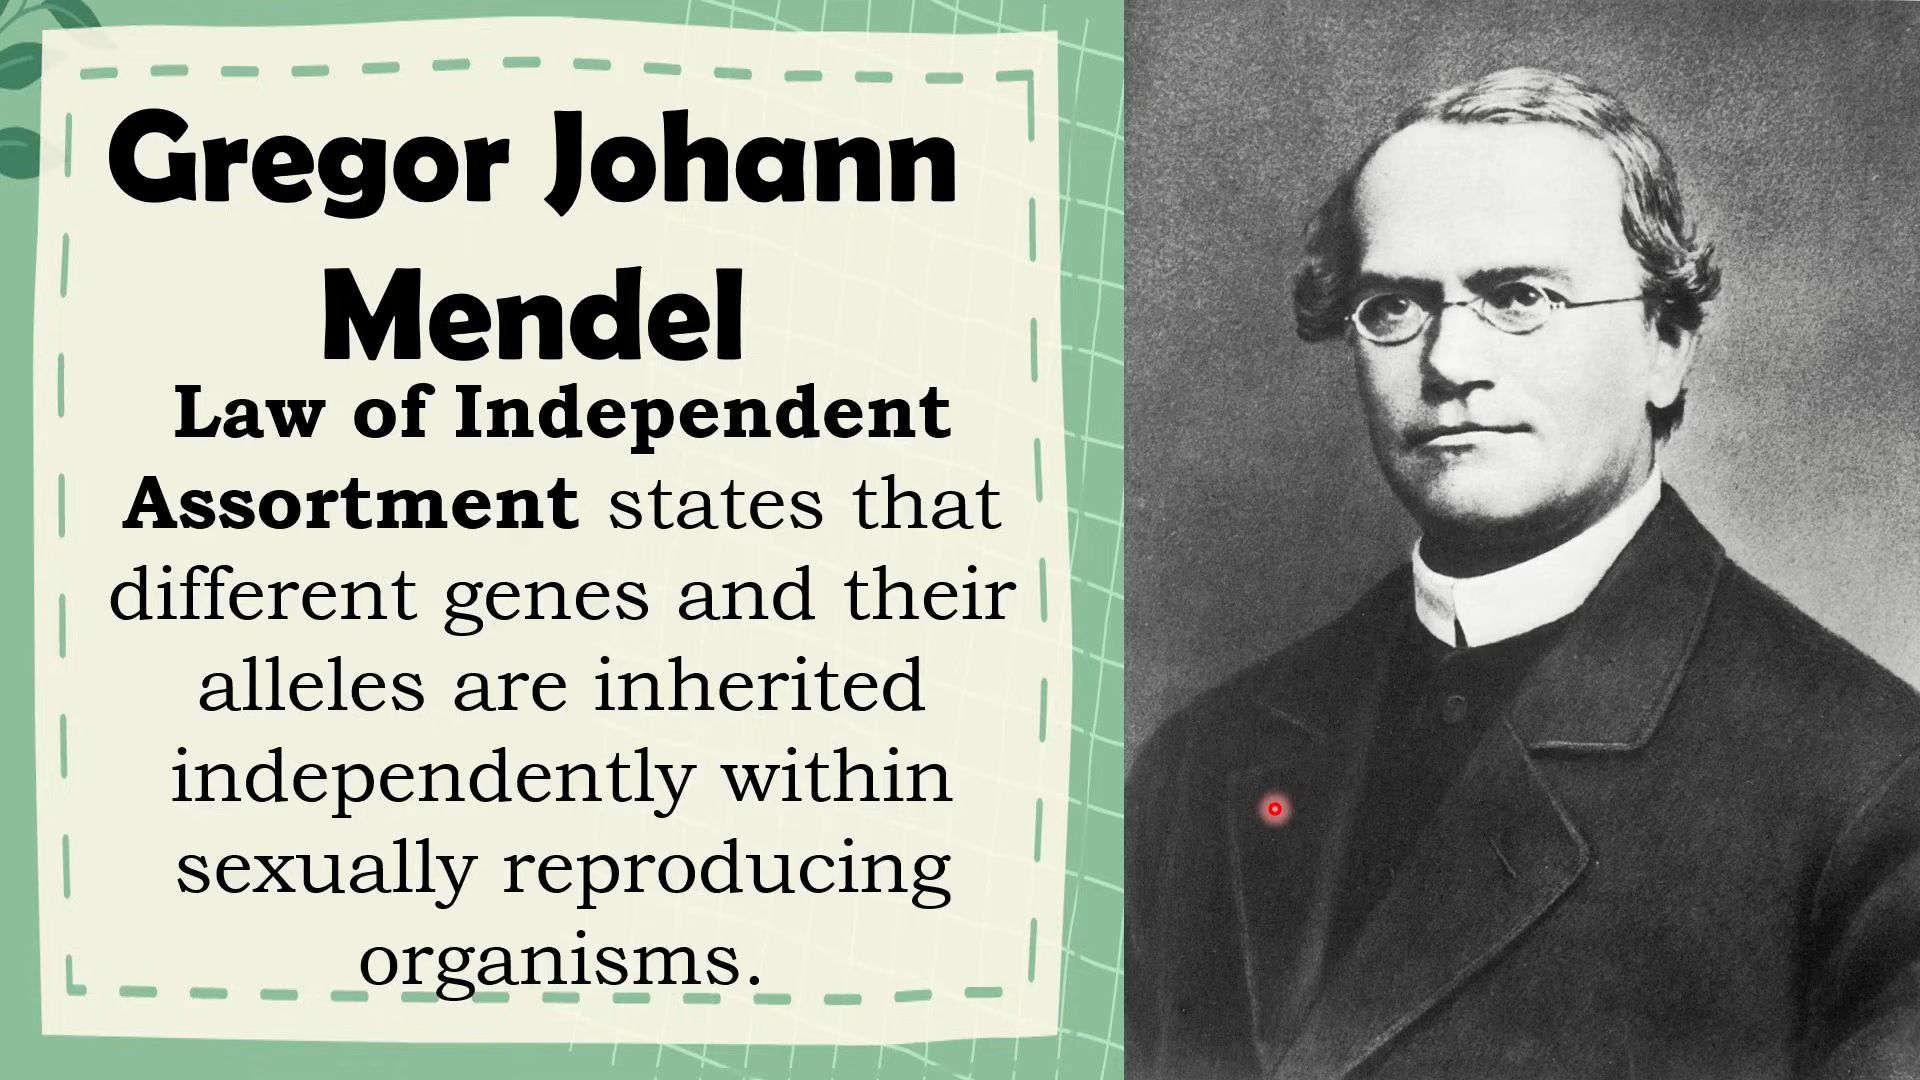 Gregor Johann
Mendel
Law of Independent
Assortment states that
different genes and their
alleles are inherited
independently within
sexually reproducing
organisms.